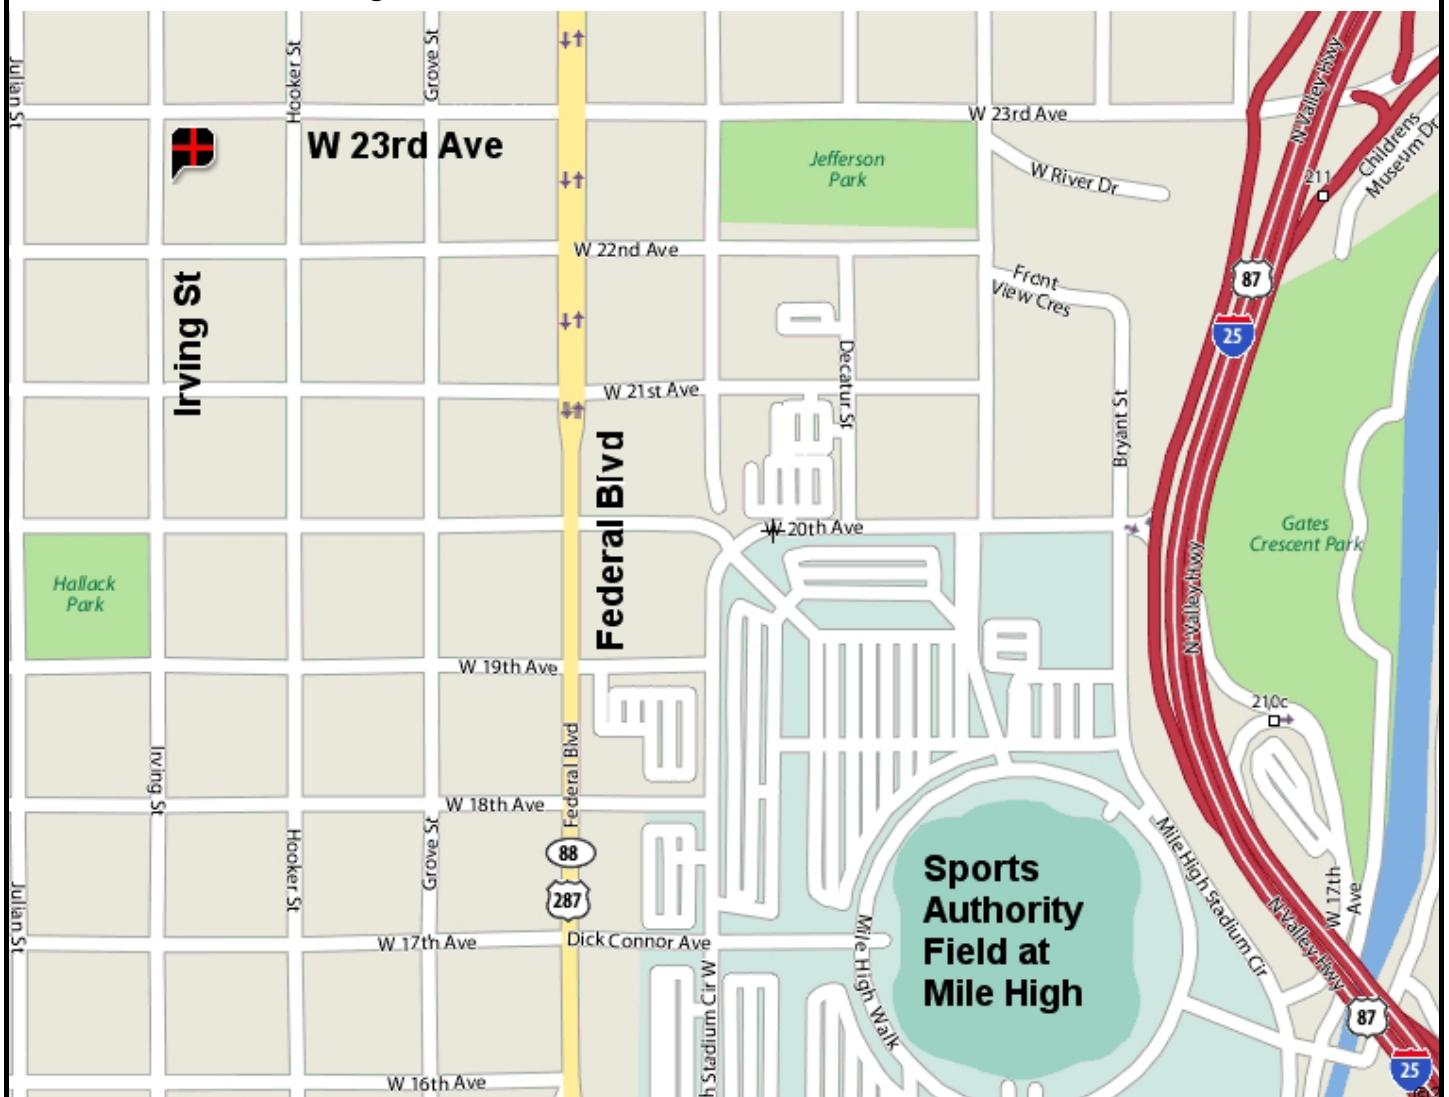 Julian St
Hooker St
Grove St
N Valley Hwy
W 23rd Ave
Childrens
Museum Dr
W 23rd Ave
Jefferson
Park
W River Dr
211
W 22nd Ave
Front
View Cres
87
25
Irving St
Decatur St
W 21st Ave
Bryant St
Federal Blvd
W 20th Ave
Gates
Crescent Park
Hallack
Park
N Valley Hwy
W 19th Ave
210c
Irving St
Federal Blvd
W 18th Ave
Hooker St
Grove S
88
Mile High Stadium Cir
Sports
Authority
Field at
Mile High
287
W 17th
Ave
Julian St
W 17th Ave
Dick Connor Ave
Mile High Walk
N Valley Hwy
h Stadium Cir W
87
25
W 16th Ave